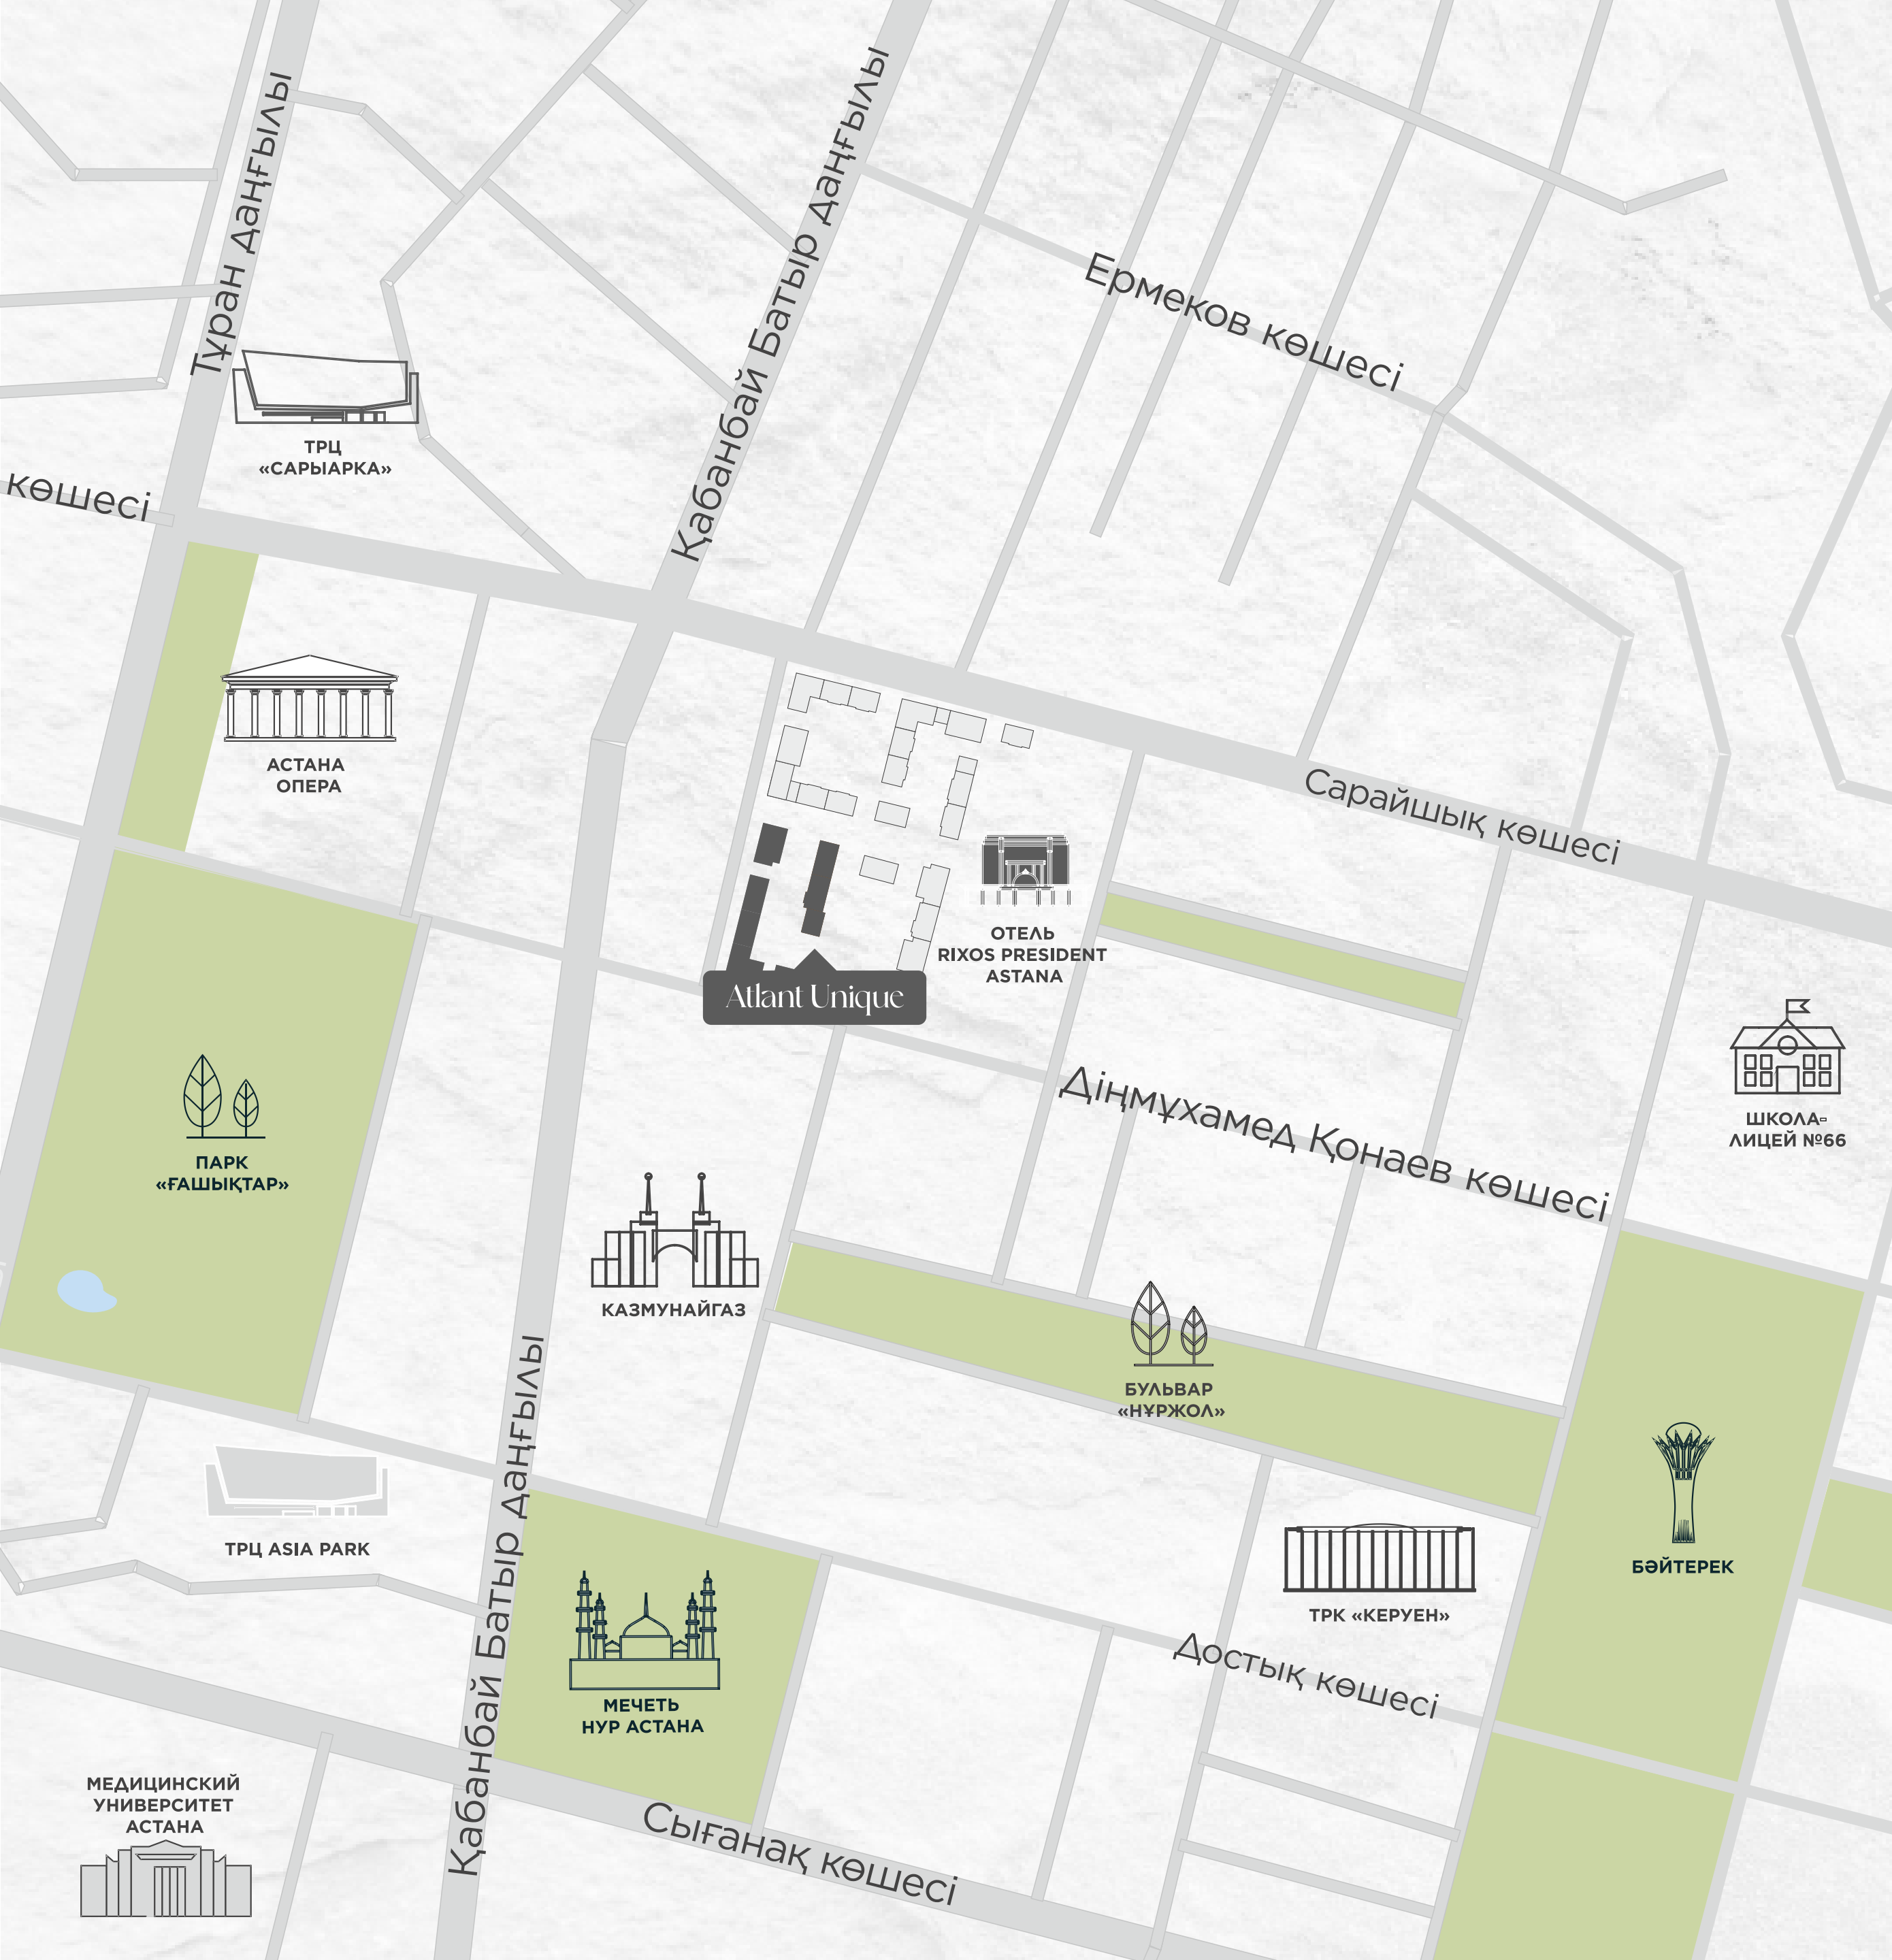 Тұран даңғылы
Қабанбай Батыр даңғылы
Ермеков көшесі
ТРЦ
«САРЫАРКА»
көшесі
АСТАНА
ОПЕРА
Сарайшық көшесі
ОТЕЛЬ
RIXOS PRESIDENT
ASTANA
Atlant Unique
Дінмұхамед Қонаев көшесі
ШКОЛА-
ЛИЦЕЙ №66
ПАРК
«ҒАШЫҚТАР»
КАЗМУНАЙГАЗ
БУЛЬВАР
«НҰРЖОЛ»
Қабанбай Батыр даңғылы
ТРЦ ASIA PARK
БӘЙТЕРЕК
ТРК «КЕРУЕН»
Достық көшесі
МЕЧЕТЬ
НУР АСТАНА
МЕДИЦИНСКИЙ
УНИВЕРСИТЕТ
АСТАНА
Сығанақ көшесі